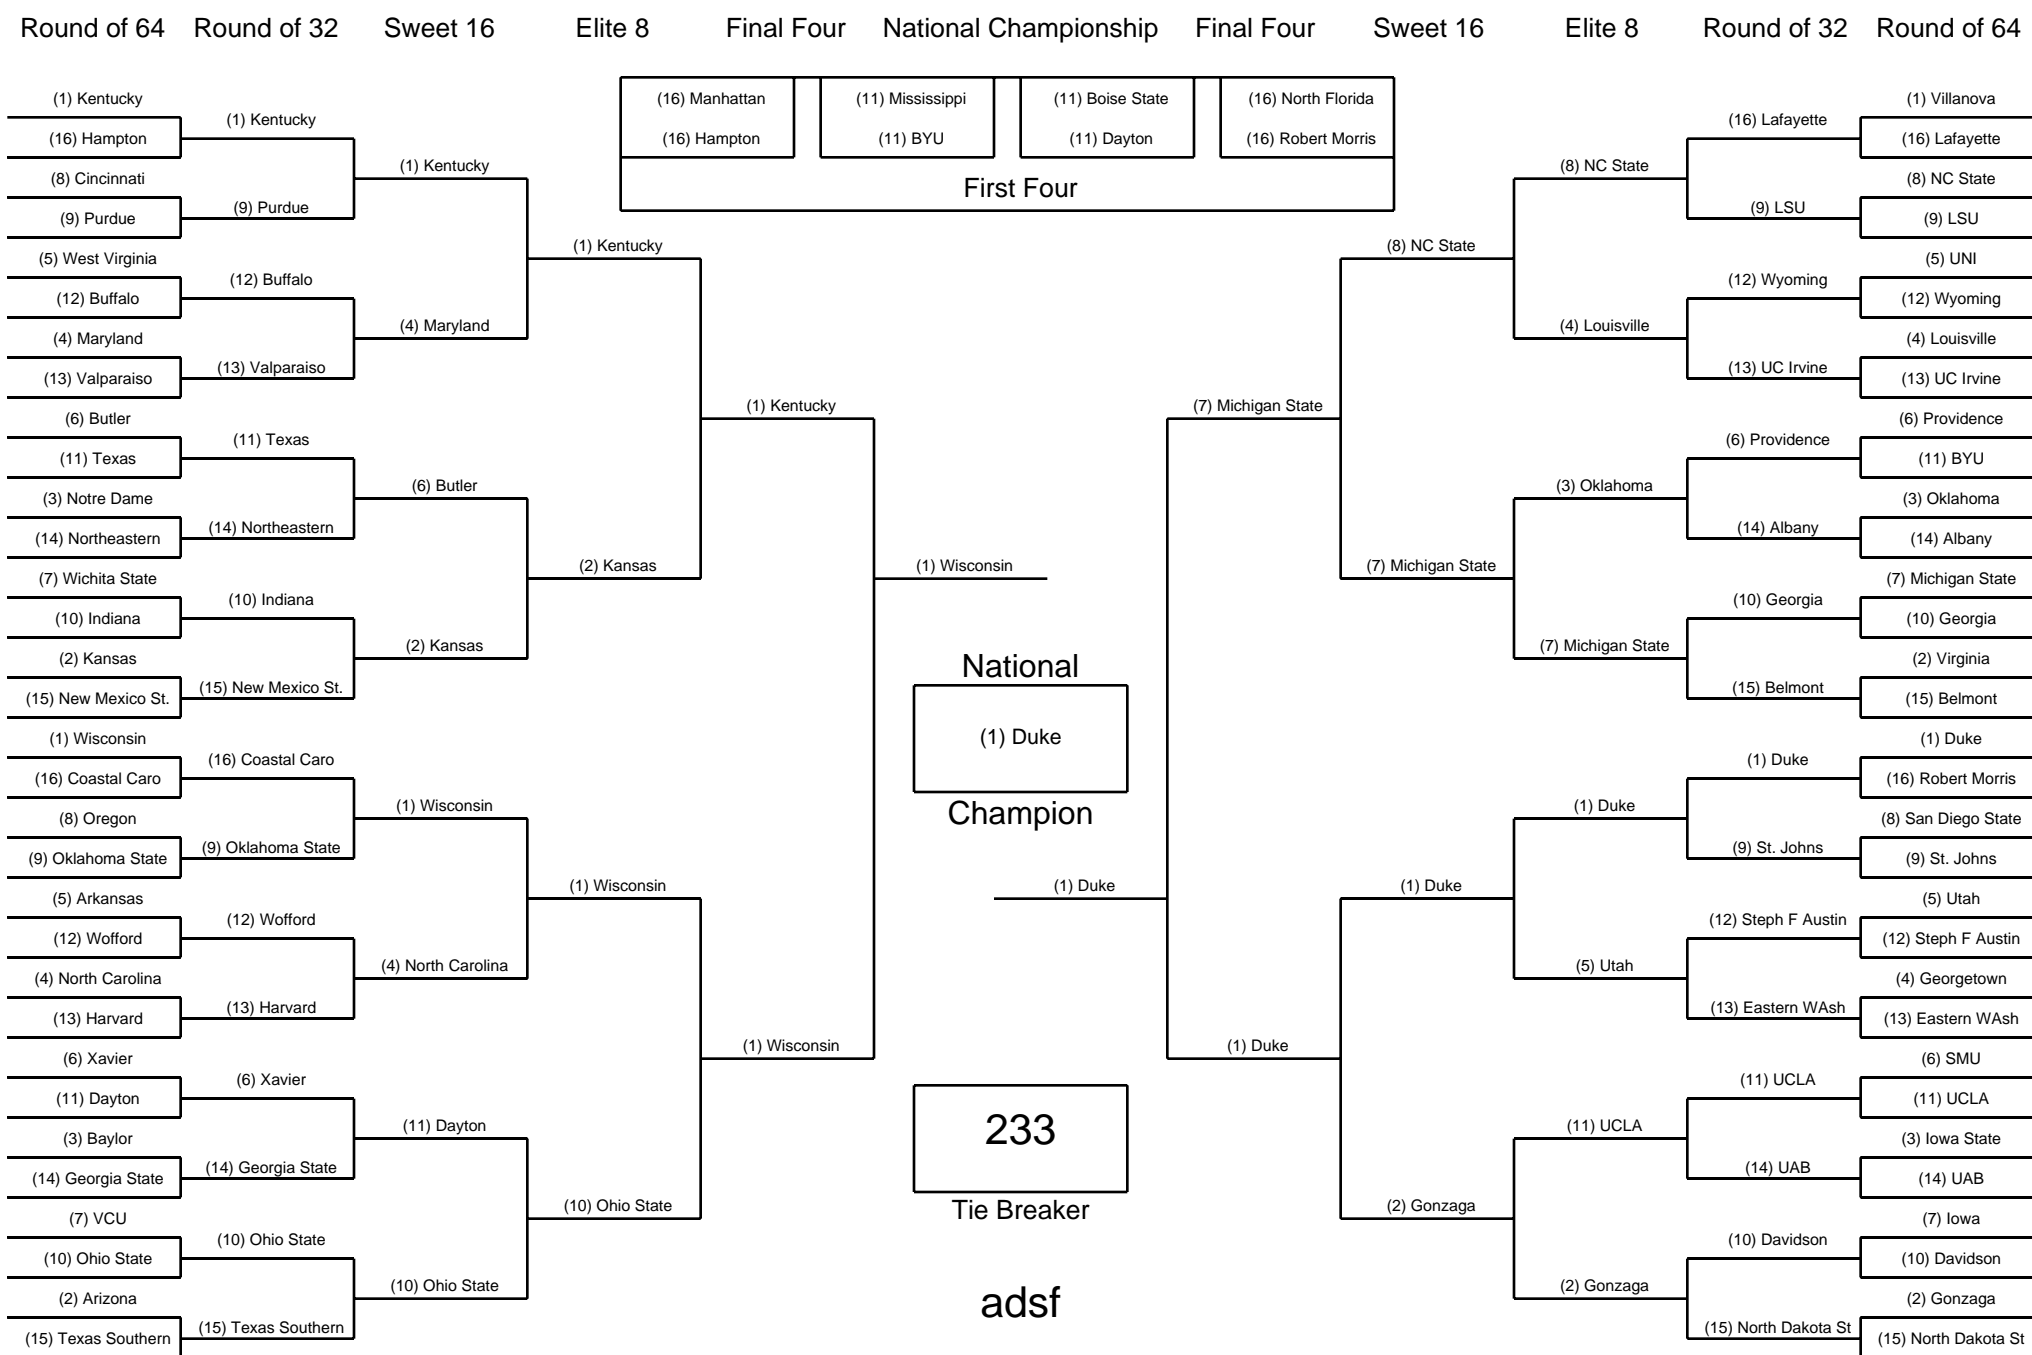 Round of 64 Round of 32 Sweet 16 Elite 8 Final Four National Championship Final Four Sweet 16 Elite 8 Round of 32 Round of 64
(16) Manhattan
(16) Hampton
(11) Mississippi
(11) BYU
(11) Boise State
(11) Dayton
(16) North Florida
(16) Robert Morris
First Four
(1) Kentucky
(16) Hampton
(8) Cincinnati
(9) Purdue
(5) West Virginia
(12) Buffalo
(4) Maryland
(13) Valparaiso
(6) Butler
(11) Texas
(3) Notre Dame
(14) Northeastern
(7) Wichita State
(10) Indiana
(2) Kansas
(15) New Mexico St.
(1) Wisconsin
(16) Coastal Caro
(8) Oregon
(9) Oklahoma State
(5) Arkansas
(12) Wofford
(4) North Carolina
(13) Harvard
(6) Xavier
(11) Dayton
(3) Baylor
(14) Georgia State
(7) VCU
(10) Ohio State
(2) Arizona
(15) Texas Southern
(1) Kentucky
(9) Purdue
(12) Buffalo
(13) Valparaiso
(11) Texas
(14) Northeastern
(10) Indiana
(15) New Mexico St.
(16) Coastal Caro
(9) Oklahoma State
(12) Wofford
(13) Harvard
(6) Xavier
(14) Georgia State
(10) Ohio State
(15) Texas Southern
(1) Kentucky
(4) Maryland
(6) Butler
(2) Kansas
(1) Wisconsin
(4) North Carolina
(11) Dayton
(10) Ohio State
(1) Kentucky
(2) Kansas
(1) Wisconsin
(10) Ohio State
(1) Kentucky
(1) Wisconsin
(1) Wisconsin
National
(1) Duke
Champion
(1) Duke
233
Tie Breaker
adsf
(7) Michigan State
(1) Duke
(8) NC State
(7) Michigan State
(1) Duke
(2) Gonzaga
(8) NC State
(4) Louisville
(3) Oklahoma
(7) Michigan State
(1) Duke
(5) Utah
(11) UCLA
(2) Gonzaga
(16) Lafayette
(9) LSU
(12) Wyoming
(13) UC Irvine
(6) Providence
(14) Albany
(10) Georgia
(15) Belmont
(1) Duke
(9) St. Johns
(12) Steph F Austin
(13) Eastern WAsh
(11) UCLA
(14) UAB
(10) Davidson
(15) North Dakota St
(1) Villanova
(16) Lafayette
(8) NC State
(9) LSU
(5) UNI
(12) Wyoming
(4) Louisville
(13) UC Irvine
(6) Providence
(11) BYU
(3) Oklahoma
(14) Albany
(7) Michigan State
(10) Georgia
(2) Virginia
(15) Belmont
(1) Duke
(16) Robert Morris
(8) San Diego State
(9) St. Johns
(5) Utah
(12) Steph F Austin
(4) Georgetown
(13) Eastern WAsh
(6) SMU
(11) UCLA
(3) Iowa State
(14) UAB
(7) Iowa
(10) Davidson
(2) Gonzaga
(15) North Dakota St